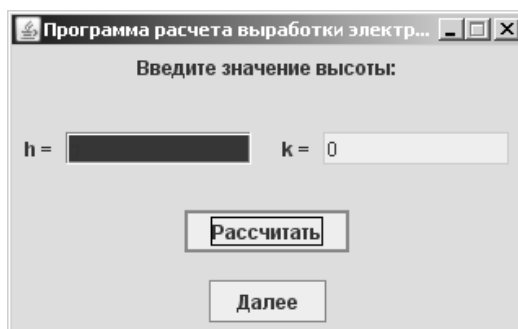 Программа расчета выработки электр...
Введите значение высоты:
h = k = 0
Рассчитать
Далее